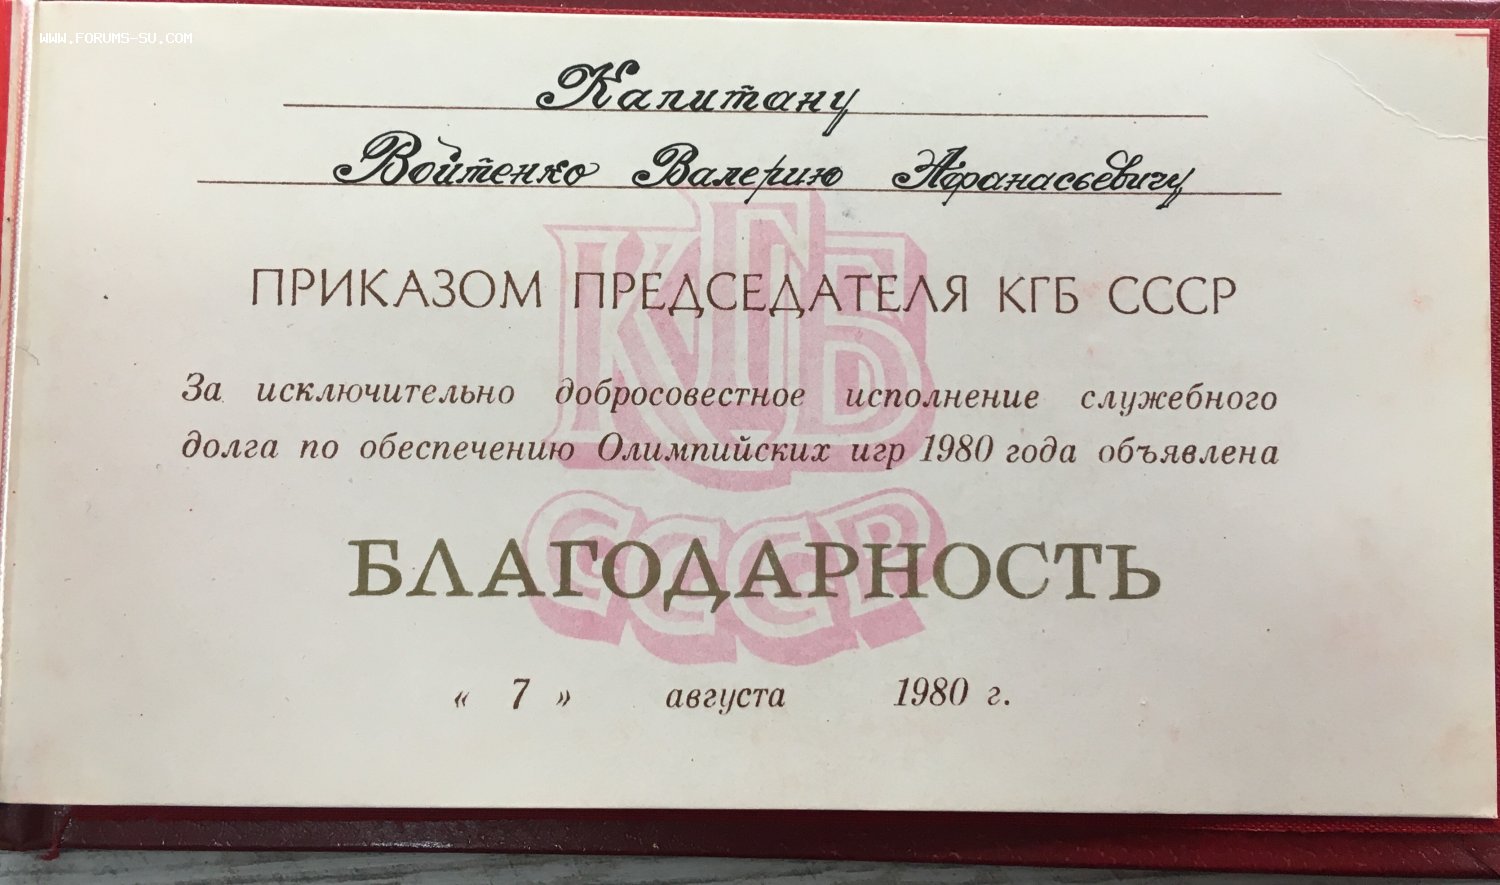 WWW.FORUMS-SU.COM
Капитану
Войтенко Валерию Афанасьевичу
ПРИКАЗОМ ПРЕДСЕДАТЕЛЯ КГБ СССР
За исключительно добросовестное исполнение служебного
долга по обеспечению Олимпийских игр 1980 года объявлена
БЛАГОДАРНОСТЬ
« 7 » августа 1980 г.
КГБ
СССР